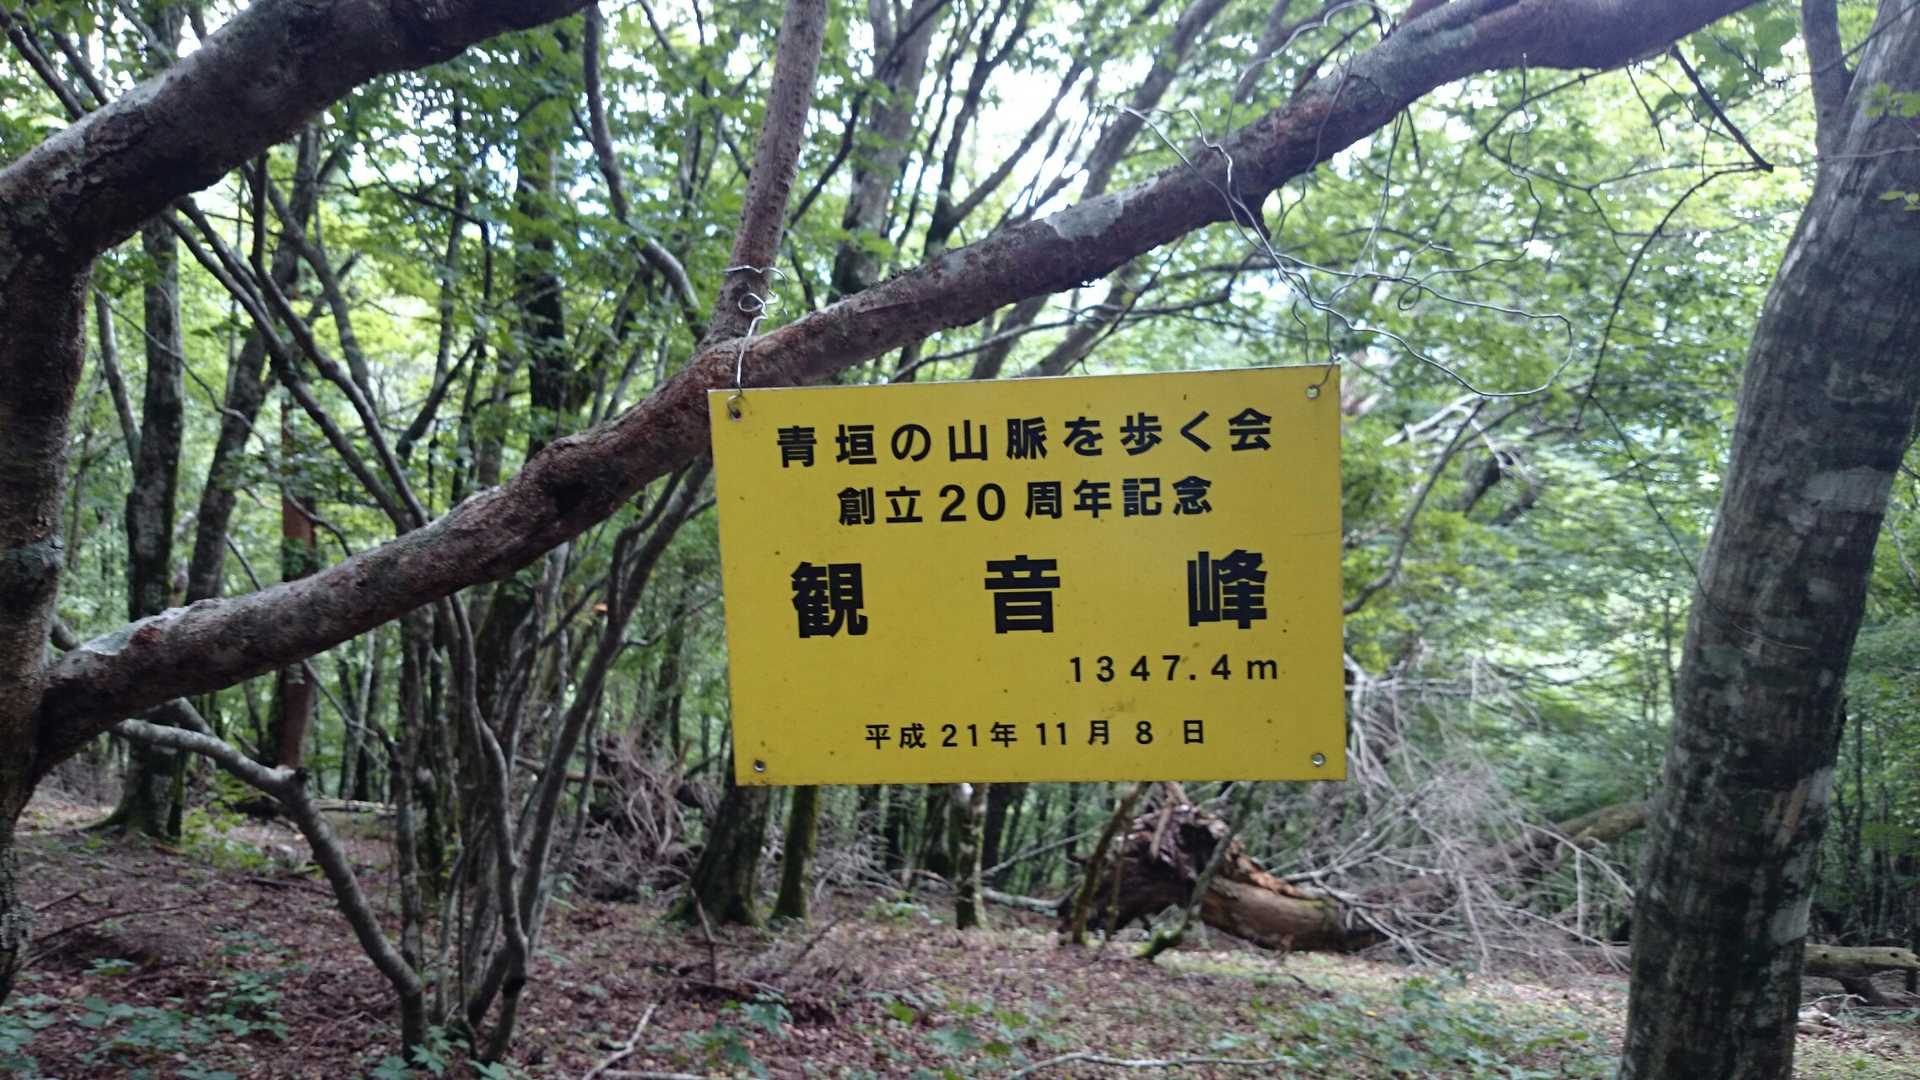 青垣の山脈を歩く会
創立20周年記念
観音峰
1347.4m
平成21年11月8日